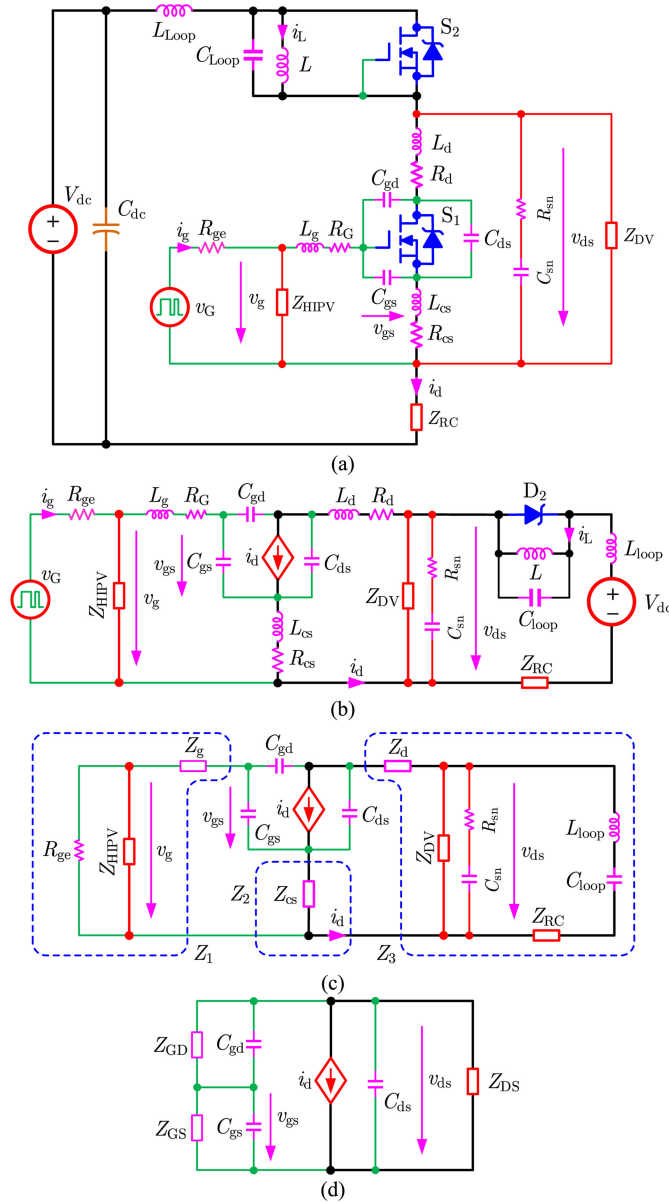 L_Loop
C_Loop
i_L
L
S_2
L_d
R_d
V_dc
C_dc
C_gd
S_1
R_sn
i_g
R_ge
L_g
R_G
C_ds
v_ds
Z_DV
C_sn
v_G
v_g
Z_HIPV
C_gs
L_cs
v_gs
R_cs
i_d
Z_RC
(a)
i_g
R_ge
L_g
R_G
C_gd
L_d
R_d
D_2
i_L
L_loop
v_G
Z_HIPV
v_g
v_gs
C_gs
i_d
C_ds
Z_DV
R_sn
C_sn
v_ds
L
C_loop
V_dc
L_cs
R_cs
i_d
Z_RC
(b)
Z_g
C_gd
Z_d
R_ge
Z_HIPV
v_g
v_gs
C_gs
i_d
C_ds
Z_DV
R_sn
C_sn
v_ds
L_loop
C_loop
Z_2
Z_cs
i_d
Z_RC
Z_1
Z_3
(c)
Z_GD
C_gd
i_d
C_ds
v_ds
Z_DS
Z_GS
C_gs
v_gs
(d)